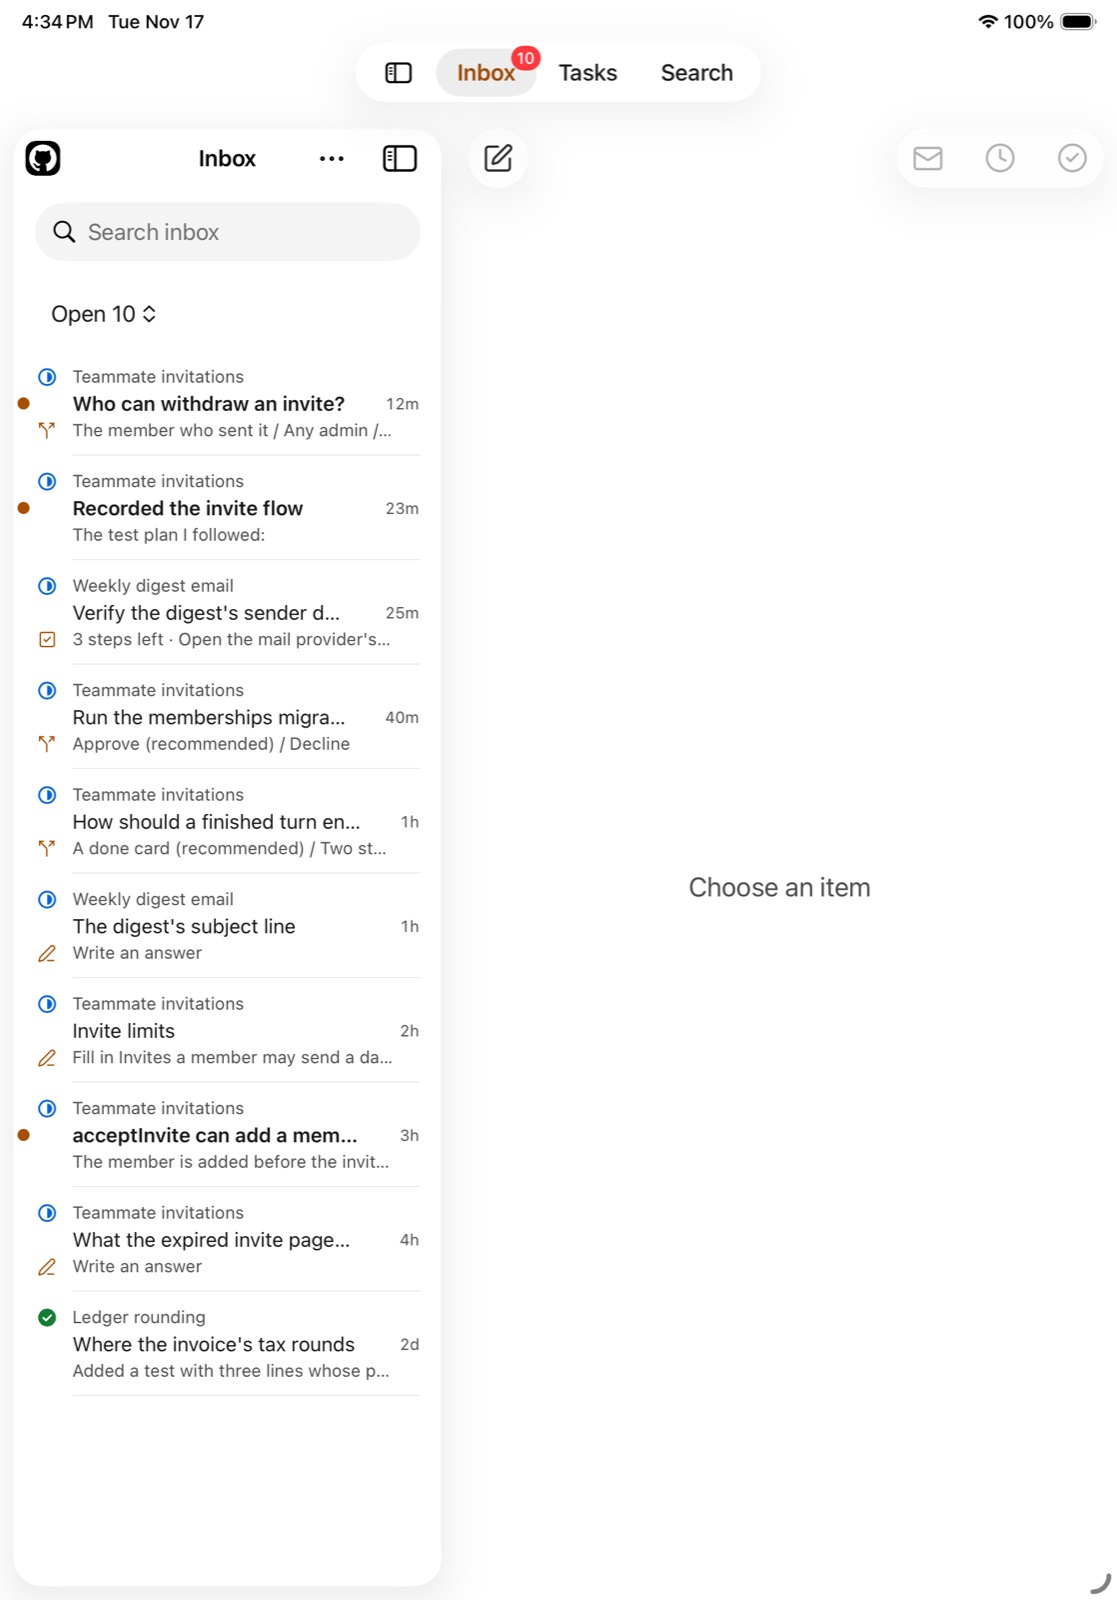 4:34 PM Tue Nov 17
100%
Inbox
10
Tasks
Search
Inbox
Search inbox
Open 10
Teammate invitations
Who can withdraw an invite?
12m
The member who sent it / Any admin /...
Teammate invitations
Recorded the invite flow
23m
The test plan I followed:
Weekly digest email
Verify the digest's sender d...
25m
3 steps left · Open the mail provider's...
Teammate invitations
Run the memberships migra...
40m
Approve (recommended) / Decline
Teammate invitations
How should a finished turn en...
1h
A done card (recommended) / Two st...
Weekly digest email
The digest's subject line
1h
Write an answer
Teammate invitations
Invite limits
2h
Fill in Invites a member may send a da...
Teammate invitations
acceptInvite can add a mem...
3h
The member is added before the invit...
Teammate invitations
What the expired invite page...
4h
Write an answer
Ledger rounding
Where the invoice's tax rounds
2d
Added a test with three lines whose p...
Choose an item